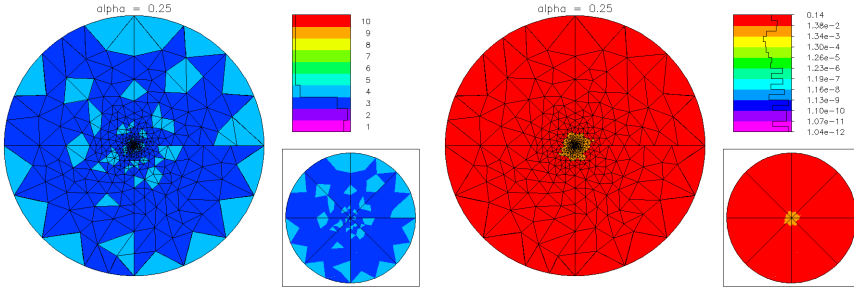 alpha = 0.25
10
9
8
7
6
5
4
3
2
1
alpha = 0.25
0.14
1.38e-2
1.34e-3
1.30e-4
1.26e-5
1.23e-6
1.19e-7
1.16e-8
1.13e-9
1.10e-10
1.07e-11
1.04e-12